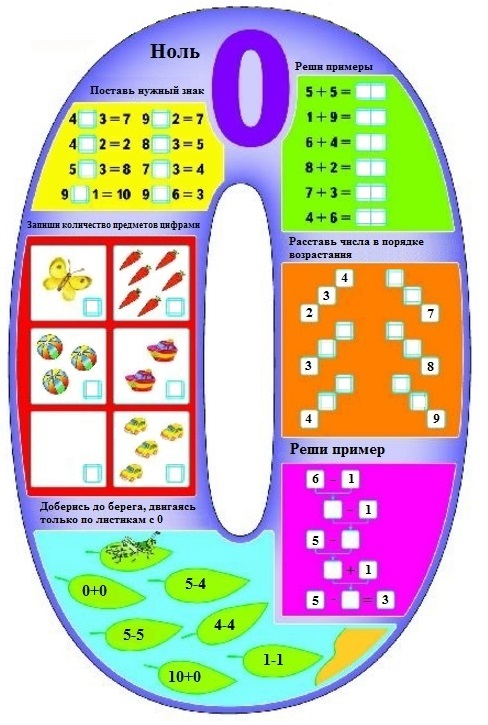 Ноль
0
Поставь нужный знак
4 3=7 9 2=7
4 2=2 8 3=5
5 3=8 7 3=4
9 1=10 9 6=3
Реши примеры
5+5=
1+9=
6+4=
8+2=
7+3=
4+6=
Запиши количество предметов цифрами
Расставь числа в порядке
возрастания
4
3
2 7
3 8
4 9
Реши пример
6 - 1
- 1
5 -
+ 1
5 - = 3
Доберись до берега, двигаясь
только по листикам с 0
0+0
5-4
5-5
4-4
10+0
1-1